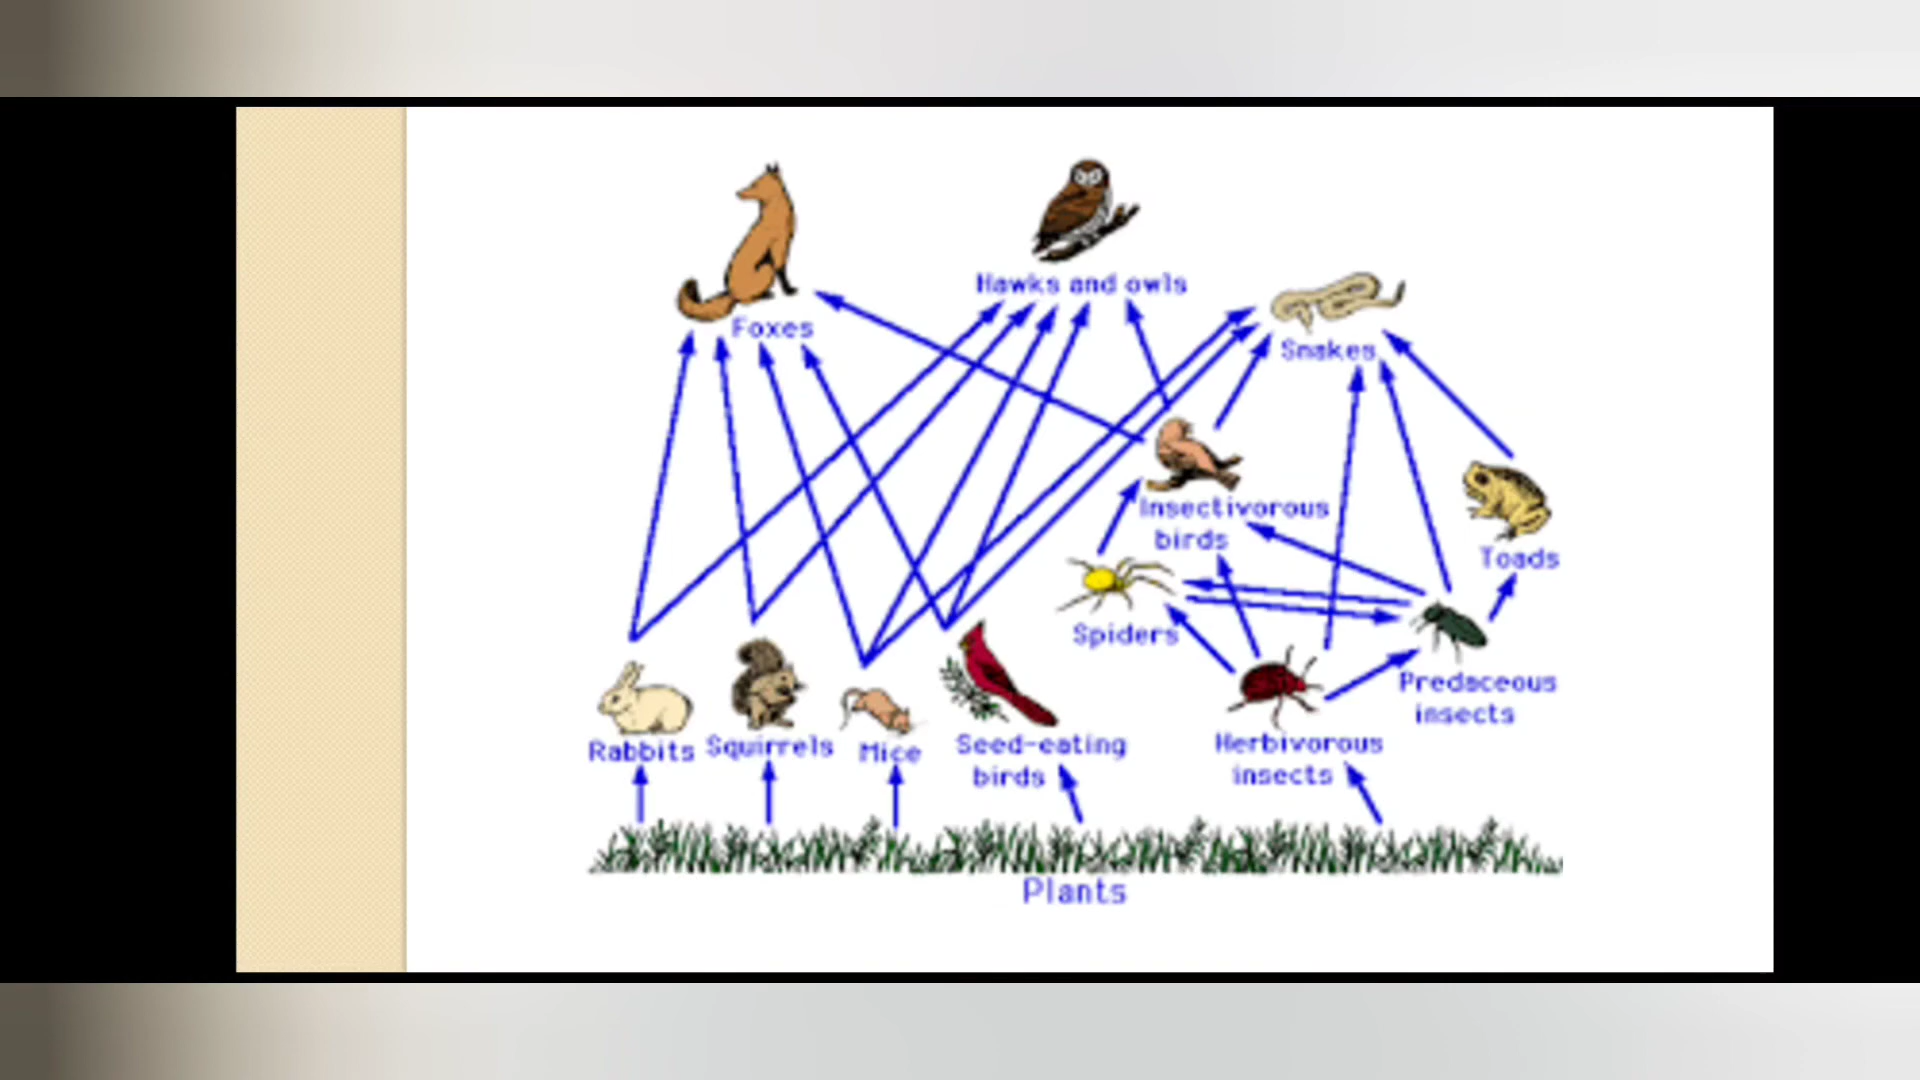 Hawks and owls
Foxes
Snakes
Insectivorous
birds
Toads
Spiders
Predaceous
insects
Rabbits
Squirrels
Mice
Seed-eating
birds
Herbivorous
insects
Plants